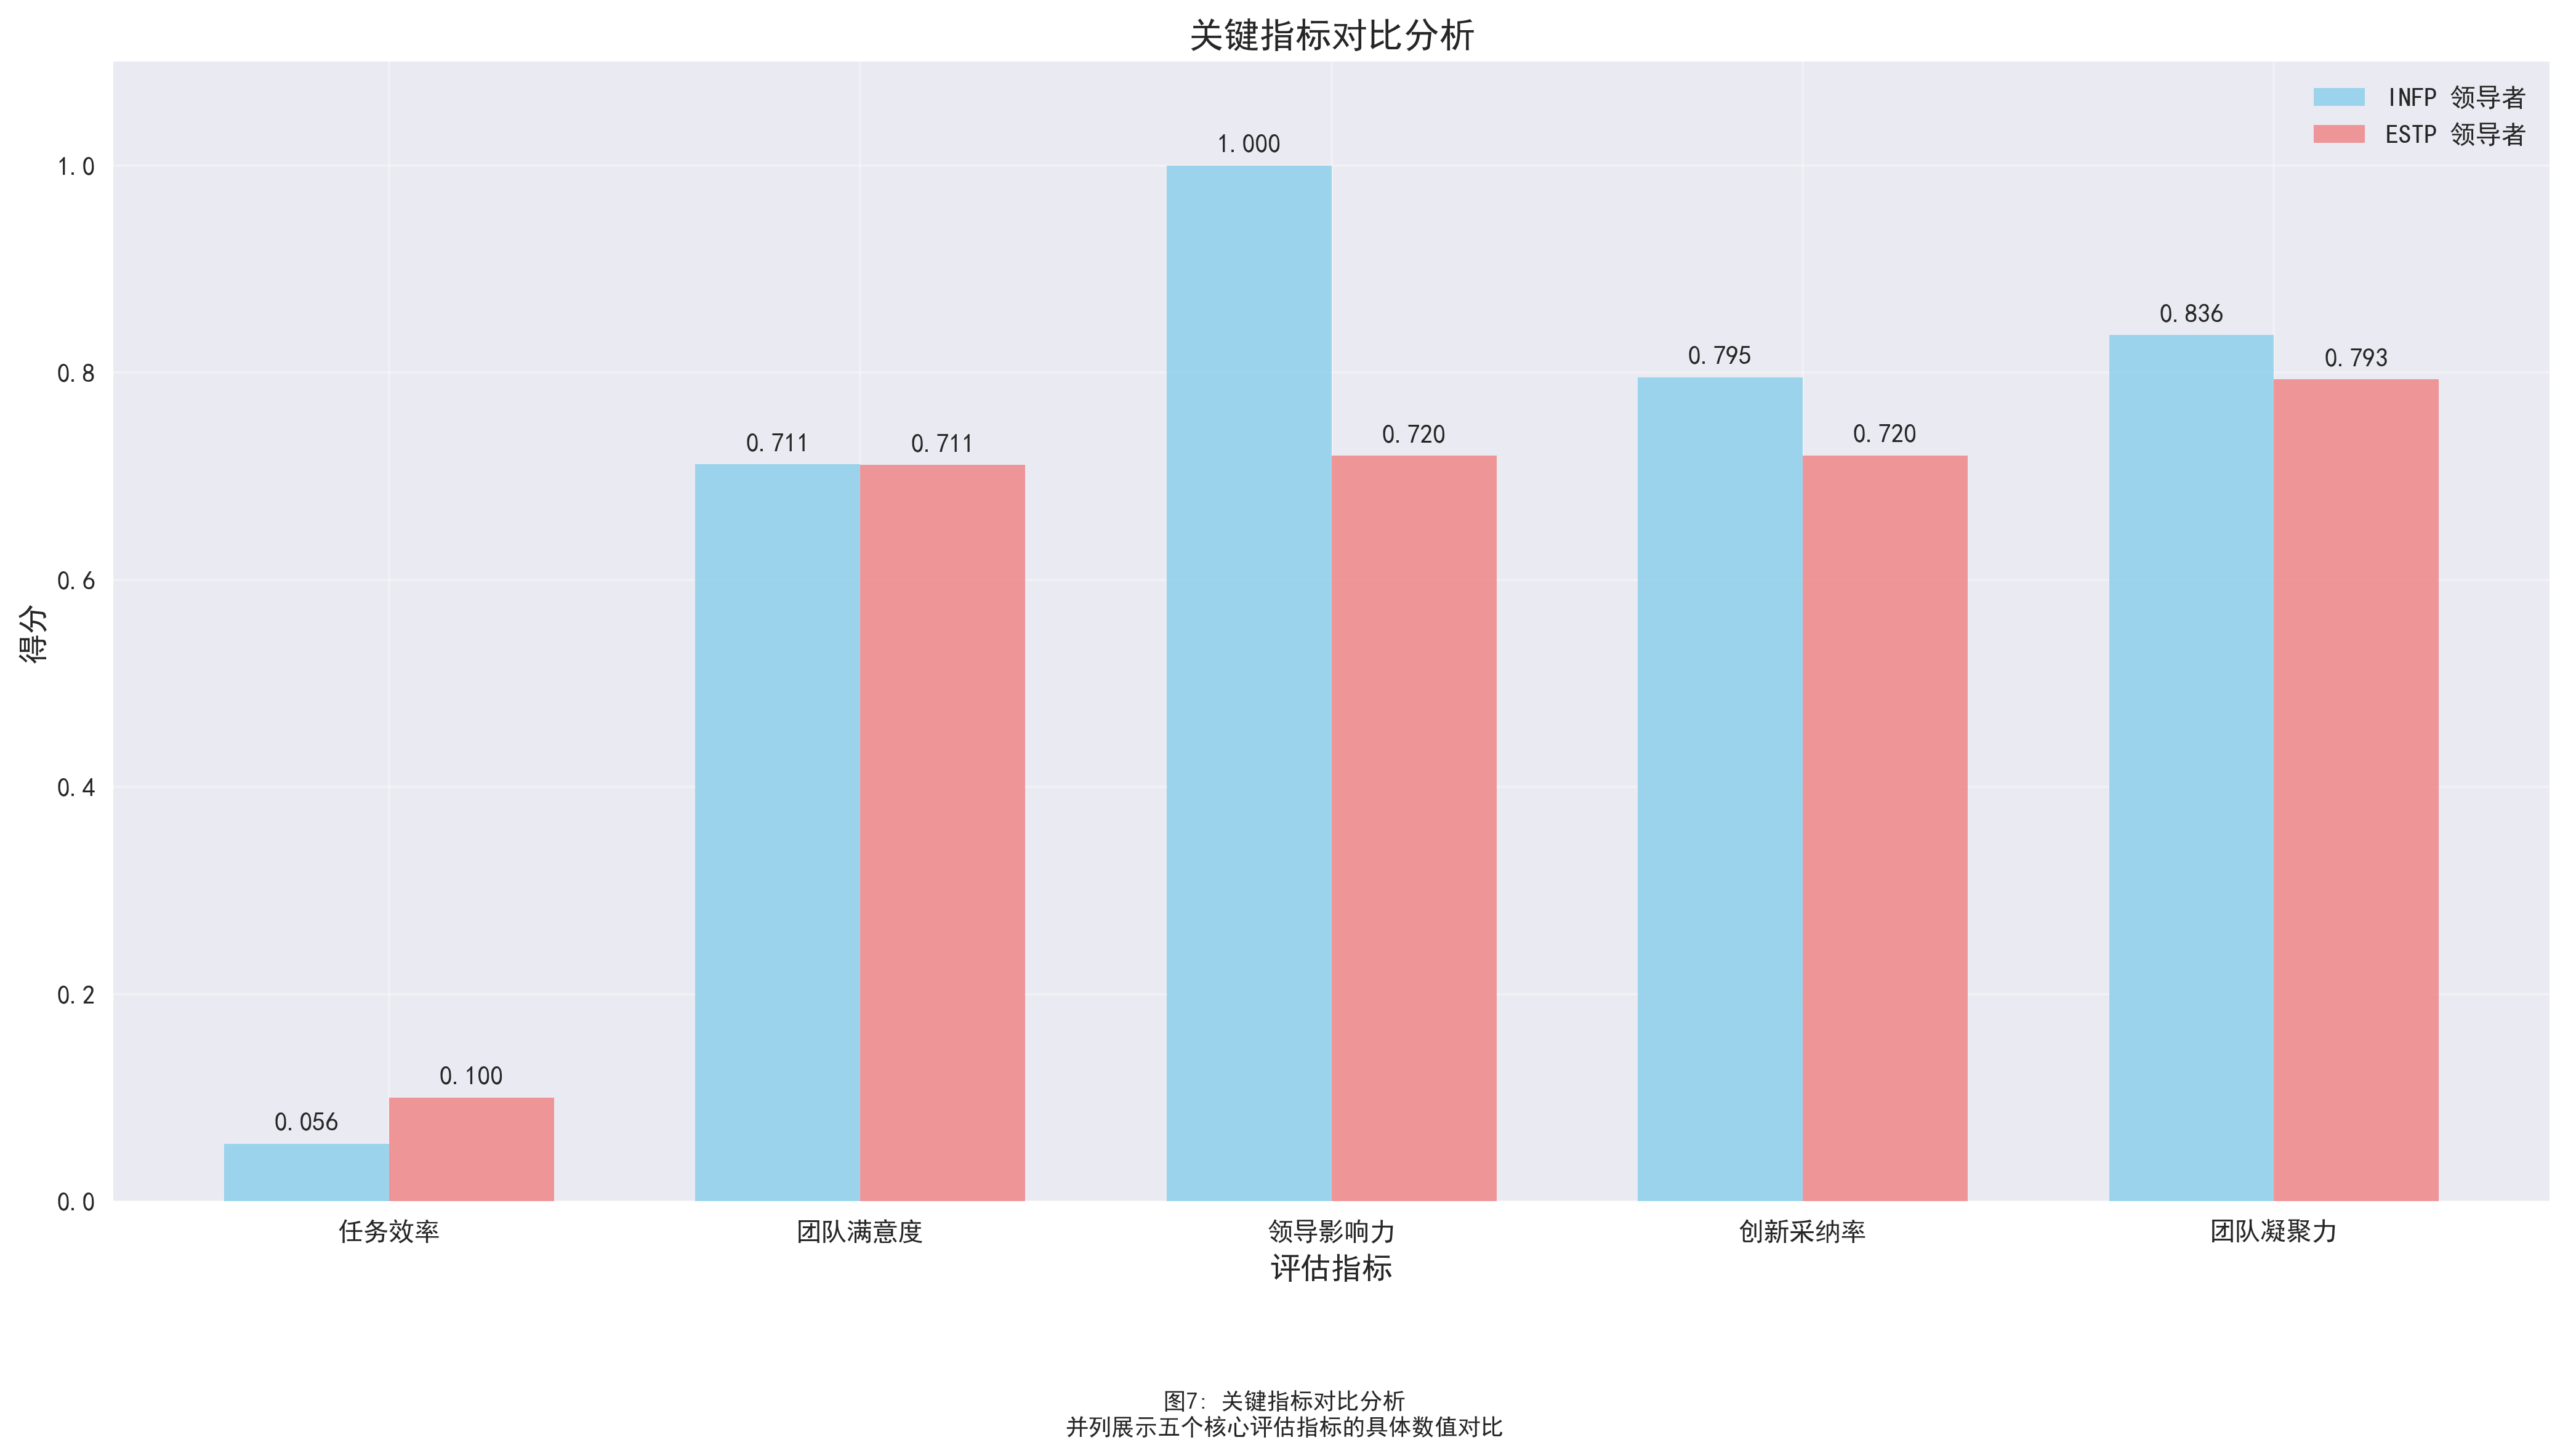 关键指标对比分析
INFP 领导者
ESTP 领导者
得分
1.0
0.8
0.6
0.4
0.2
0.0
0.056
0.100
0.711
0.711
1.000
0.720
0.795
0.720
0.836
0.793
任务效率
团队满意度
领导影响力
创新采纳率
团队凝聚力
评估指标
图7: 关键指标对比分析
并列展示五个核心评估指标的具体数值对比